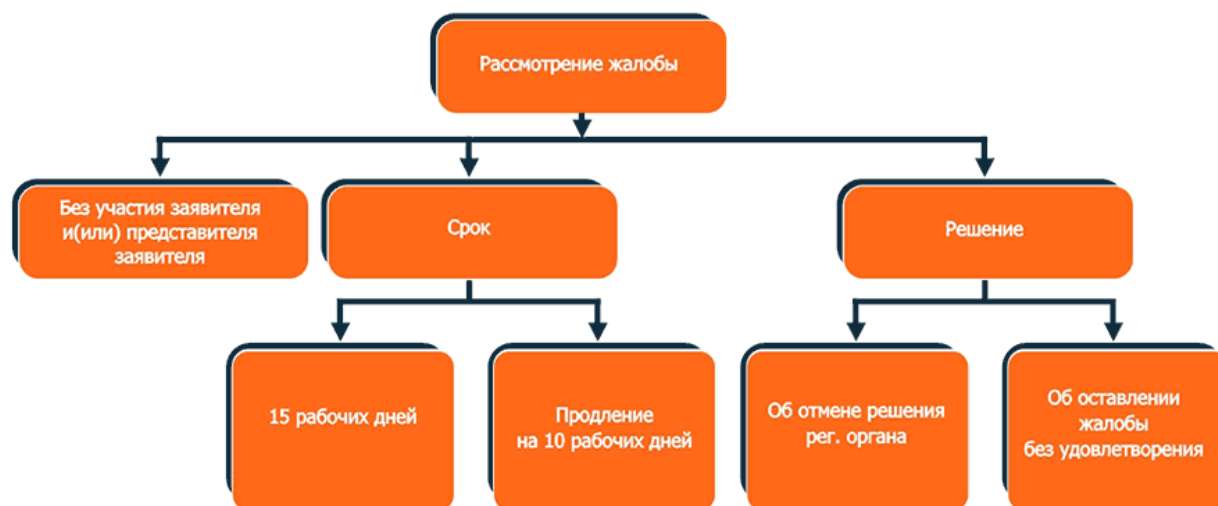 Рассмотрение жалобы
Без участия заявителя
и(или) представителя
заявителя
Срок
Решение
15 рабочих дней
Продление
на 10 рабочих дней
Об отмене решения
рег. органа
Об оставлении
жалобы
без удовлетворения